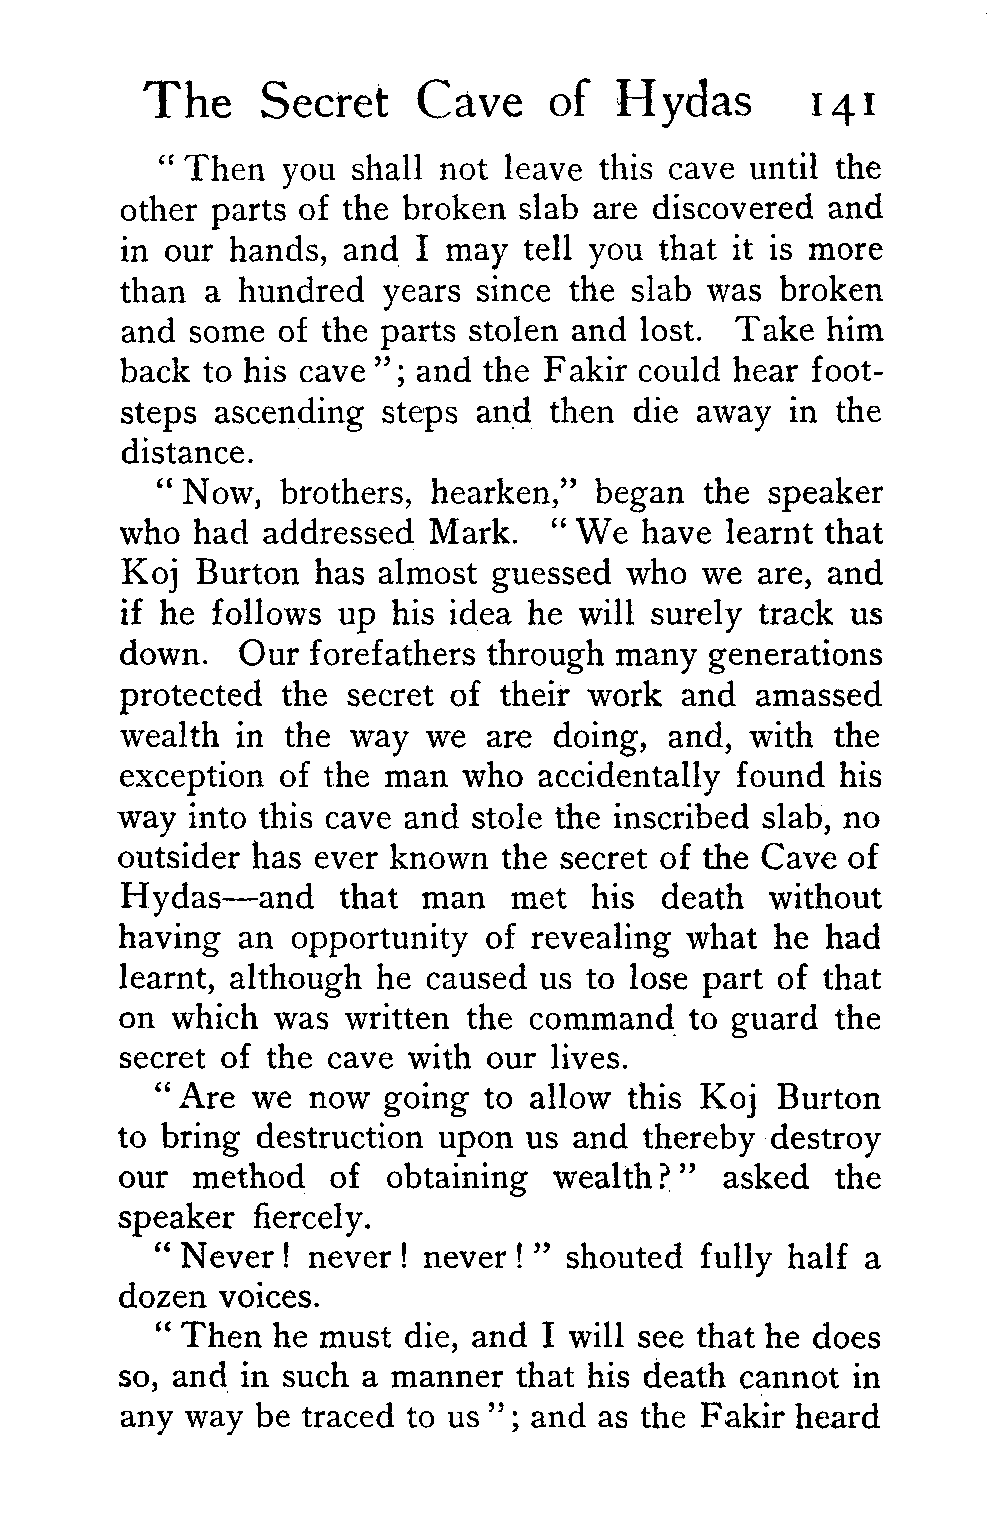 The Secret Cave of Hydas 141
“ Then you shall not leave this cave until the
other parts of the broken slab are discovered and
in our hands, and I may tell you that it is more
than a hundred years since the slab was broken
and some of the parts stolen and lost. Take him
back to his cave ”; and the Fakir could hear foot-
steps ascending steps and then die away in the
distance.
“ Now, brothers, hearken,” began the speaker
who had addressed Mark. “ We have learnt that
Koj Burton has almost guessed who we are, and
if he follows up his idea he will surely track us
down. Our forefathers through many generations
protected the secret of their work and amassed
wealth in the way we are doing, and, with the
exception of the man who accidentally found his
way into this cave and stole the inscribed slab, no
outsider has ever known the secret of the Cave of
Hydas—and that man met his death without
having an opportunity of revealing what he had
learnt, although he caused us to lose part of that
on which was written the command to guard the
secret of the cave with our lives.
“ Are we now going to allow this Koj Burton
to bring destruction upon us and thereby destroy
our method of obtaining wealth? ” asked the
speaker fiercely.
“ Never ! never ! never ! ” shouted fully half a
dozen voices.
“ Then he must die, and I will see that he does
so, and in such a manner that his death cannot in
any way be traced to us ”; and as the Fakir heard